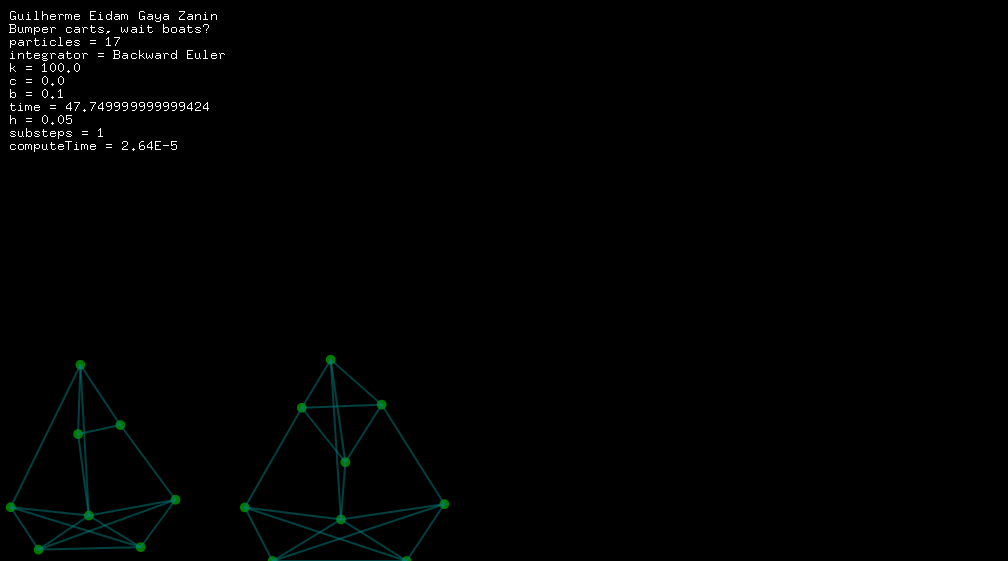 Guilherme Eidam Gaya Zanin
Bumper carts, wait boats?
particles = 17
integrator = Backward Euler
k = 100.0
c = 0.0
b = 0.1
time = 47.749999999999424
h = 0.05
substeps = 1
computeTime = 2.64E-5